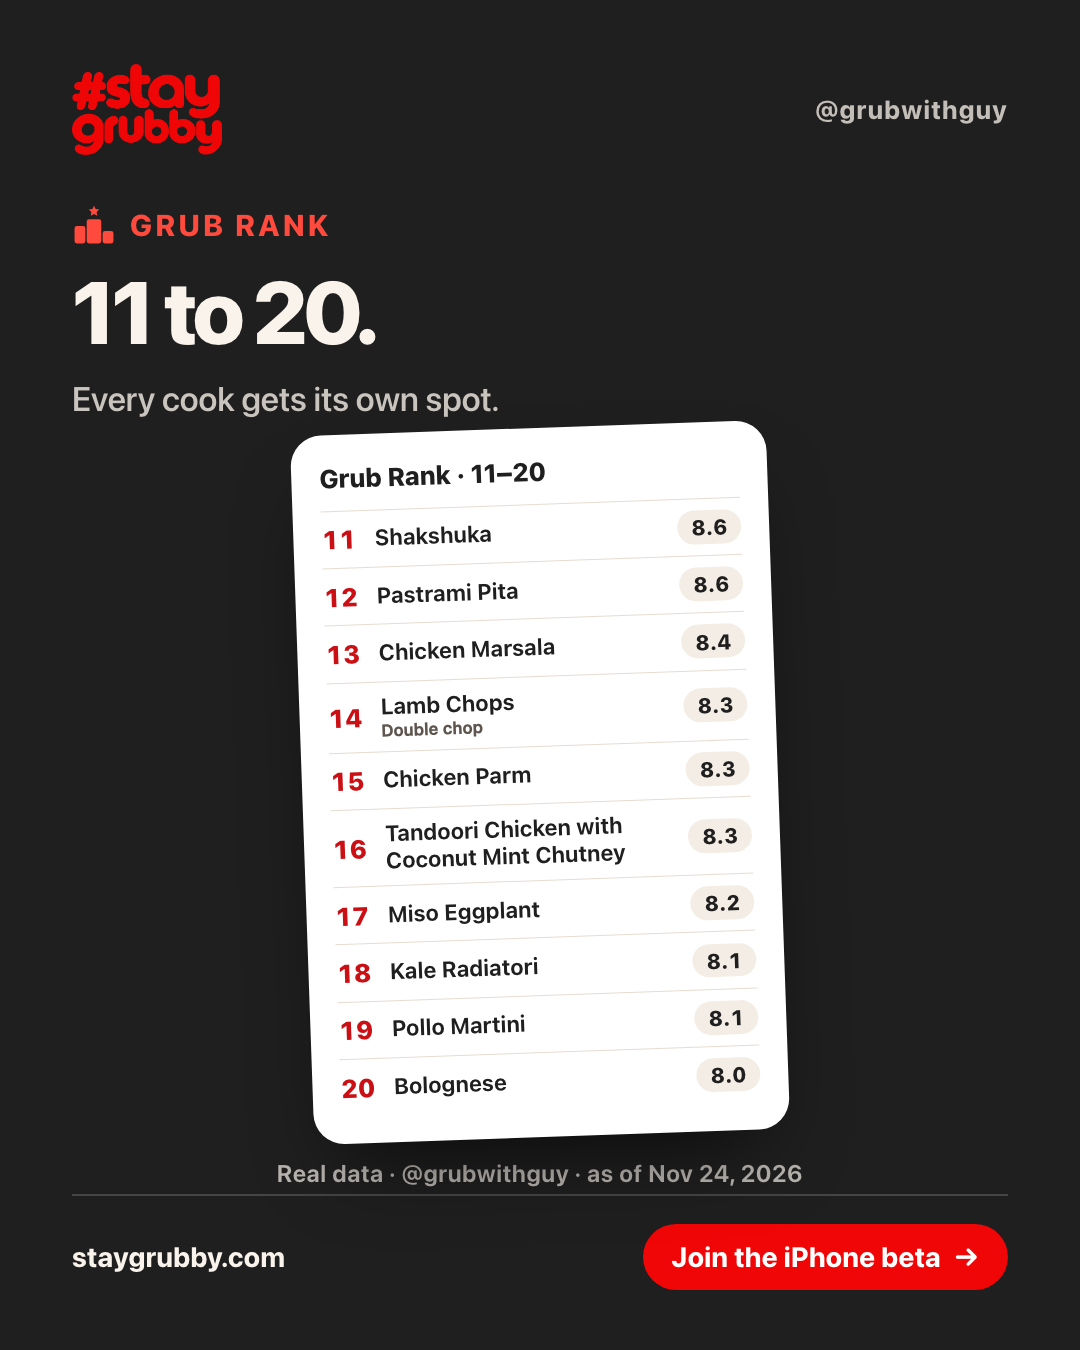 #stay
grubby
@grubwithguy
GRUB RANK
11 to 20.
Every cook gets its own spot.
Grub Rank · 11–20
11 Shakshuka 8.6
12 Pastrami Pita 8.6
13 Chicken Marsala 8.4
14 Lamb Chops 8.3
Double chop
15 Chicken Parm 8.3
16 Tandoori Chicken with
Coconut Mint Chutney 8.3
17 Miso Eggplant 8.2
18 Kale Radiatori 8.1
19 Pollo Martini 8.1
20 Bolognese 8.0
Real data · @grubwithguy · as of Nov 24, 2026
staygrubby.com
Join the iPhone beta →